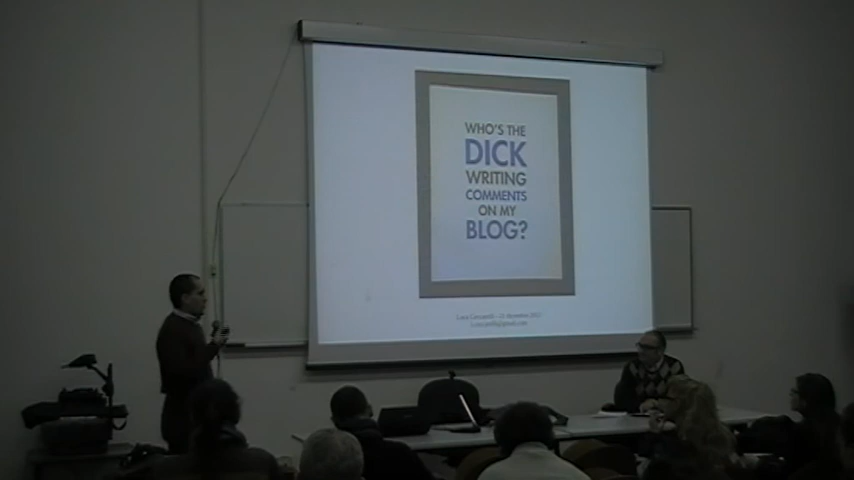 WHO'S THE
DICK
WRITING
COMMENTS
ON MY
BLOG?